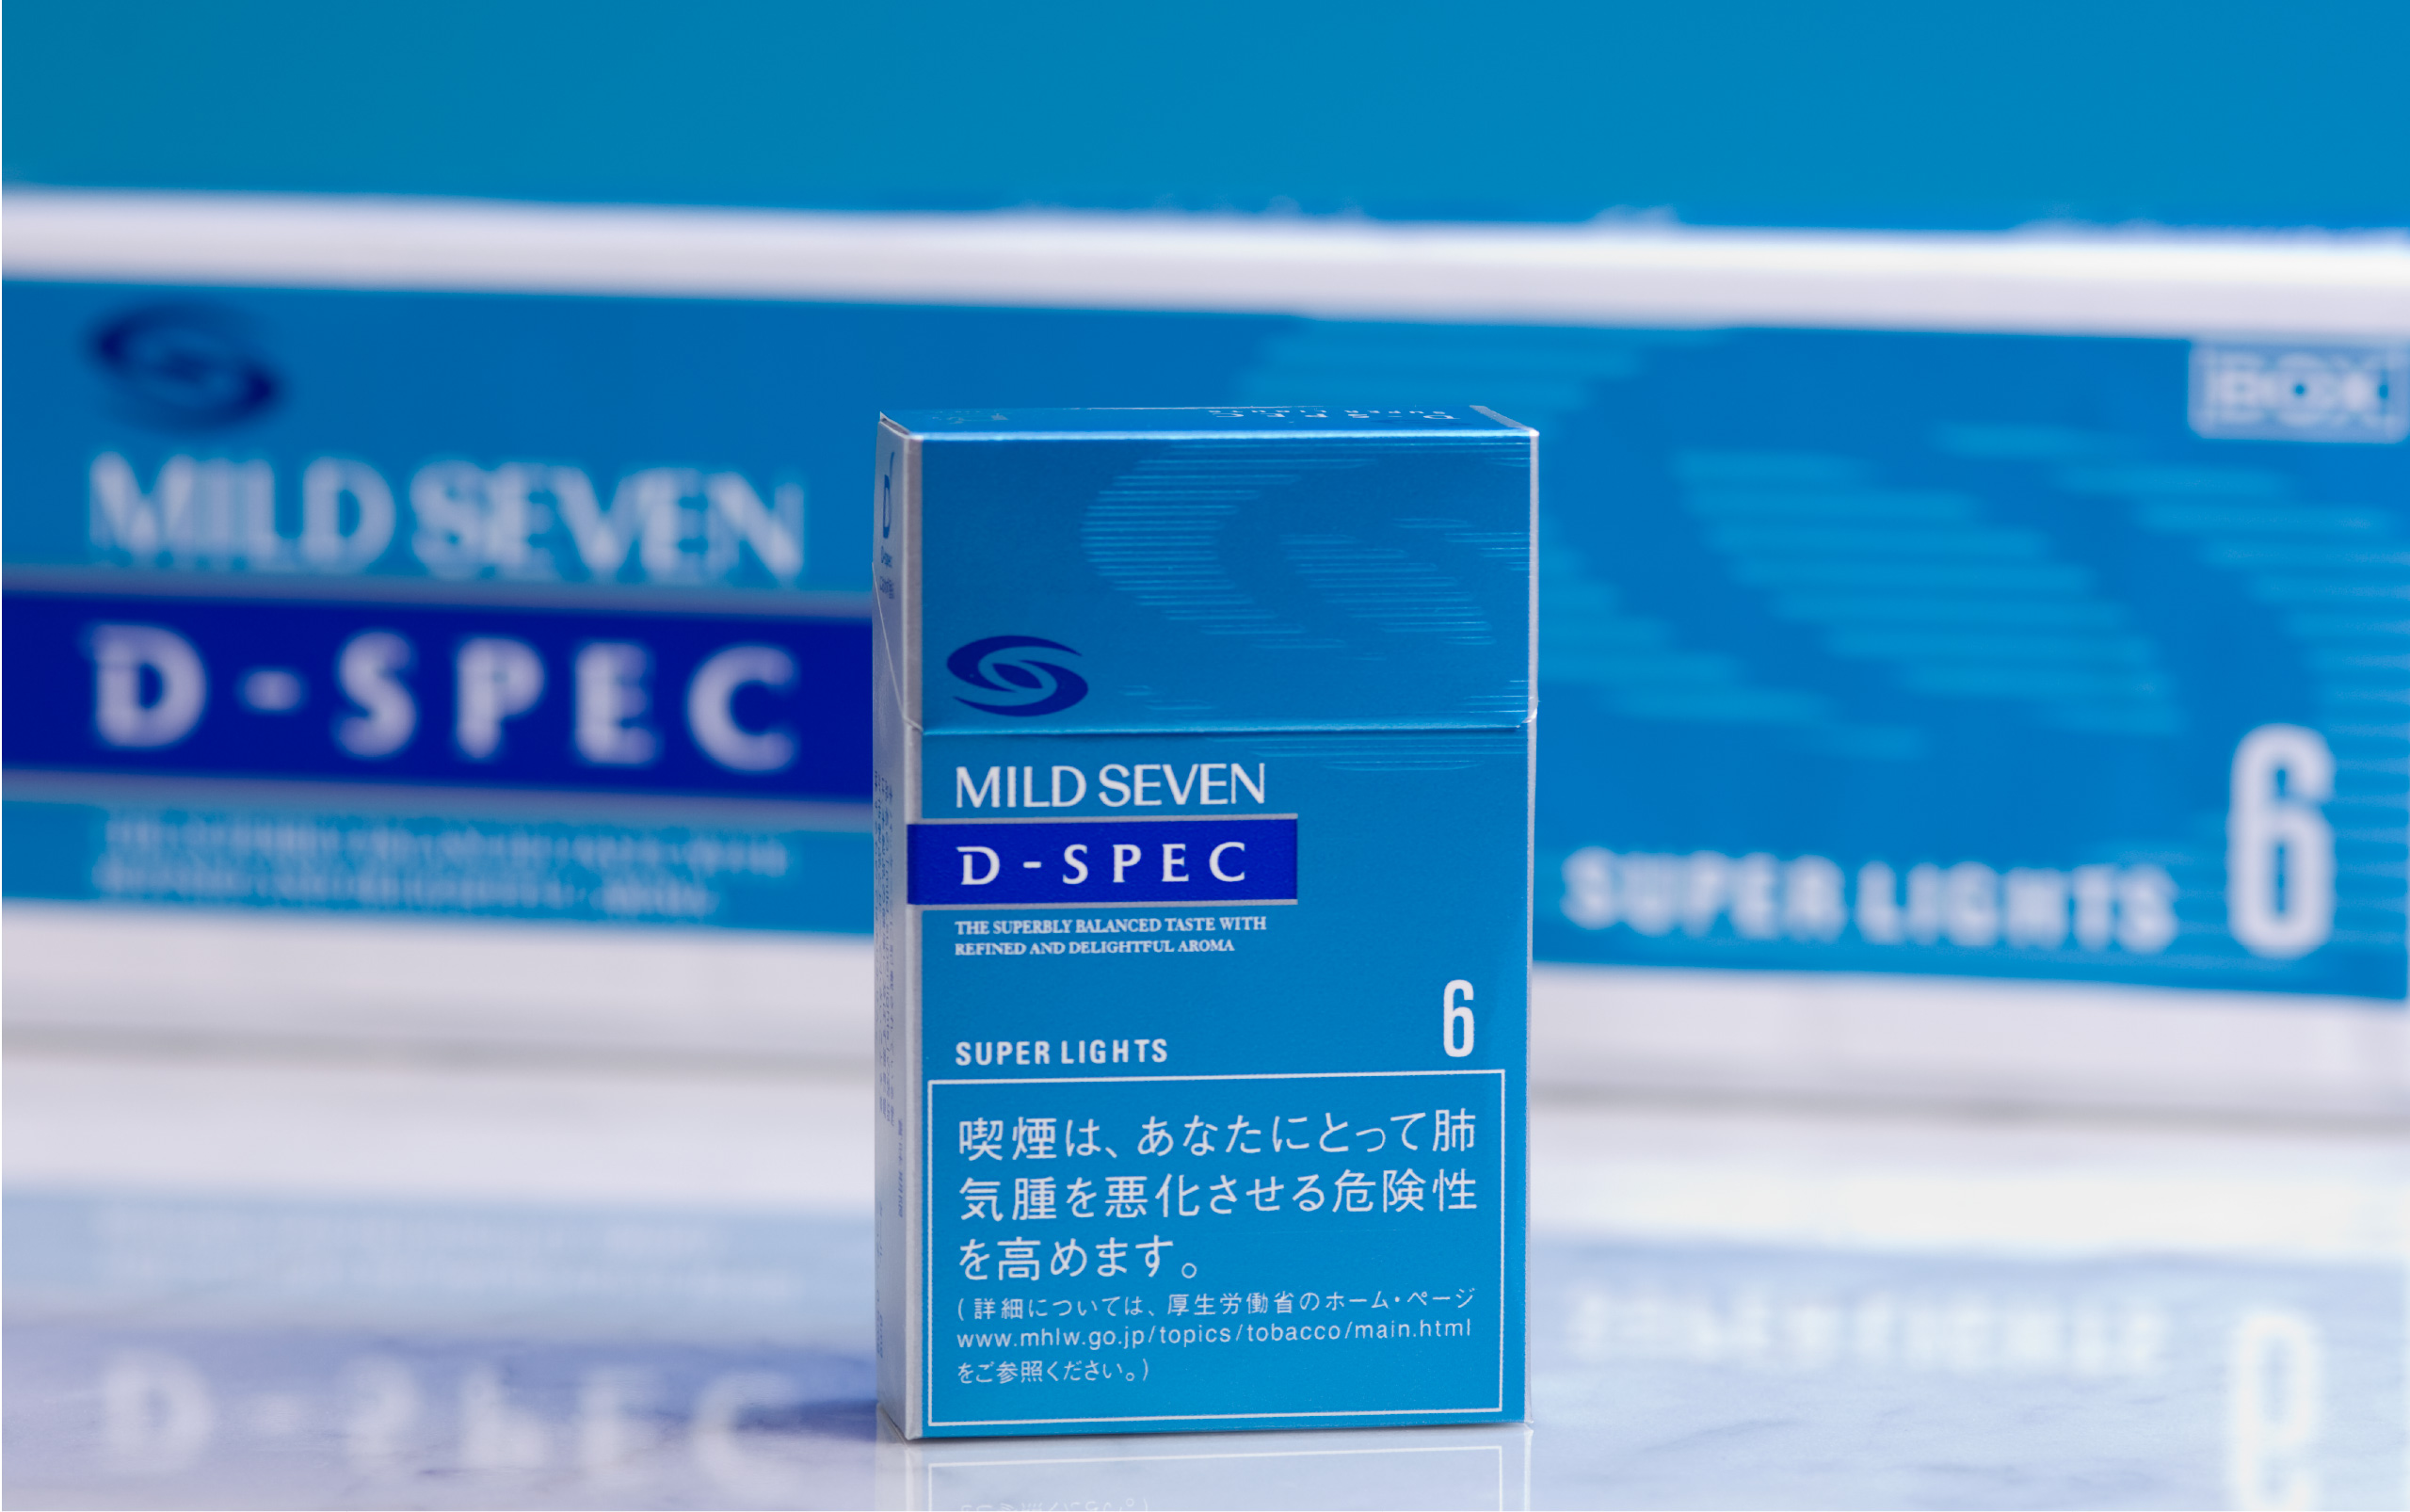 MILD SEVEN
D-SPEC
BOX
SUPER LIGHTS 6
MILD SEVEN
D-SPEC
THE SUPERBLY BALANCED TASTE WITH
REFINED AND DELIGHTFUL AROMA
6
SUPER LIGHTS
喫煙は、あなたにとって肺
気腫を悪化させる危険性
を高めます。
(詳細については、厚生労働省のホーム・ページ
www.mhlw.go.jp/topics/tobacco/main.html
をご参照ください。)